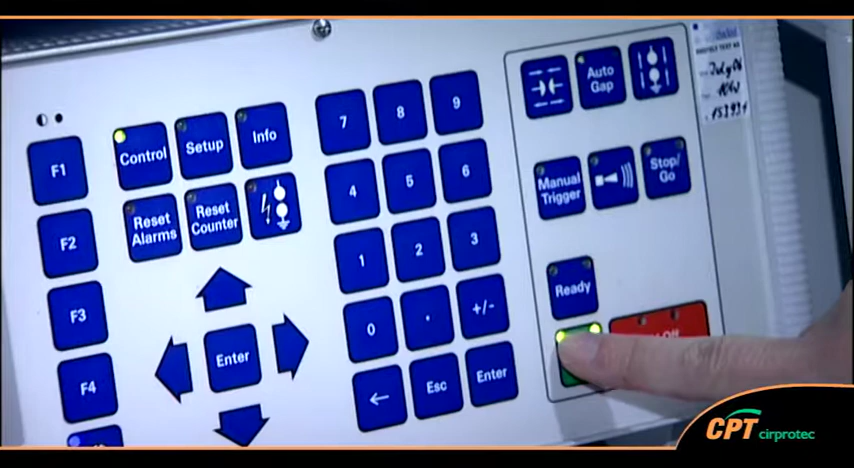 F1
F2
F3
F4
Control
Setup
Info
Reset
Alarms
Reset
Counter
Enter
7
8
9
4
5
6
1
2
3
0
.
+/-
←
Esc
Enter
Auto
Gap
Manual
Trigger
Stop/
Go
Ready
Off
CPT cirprotec